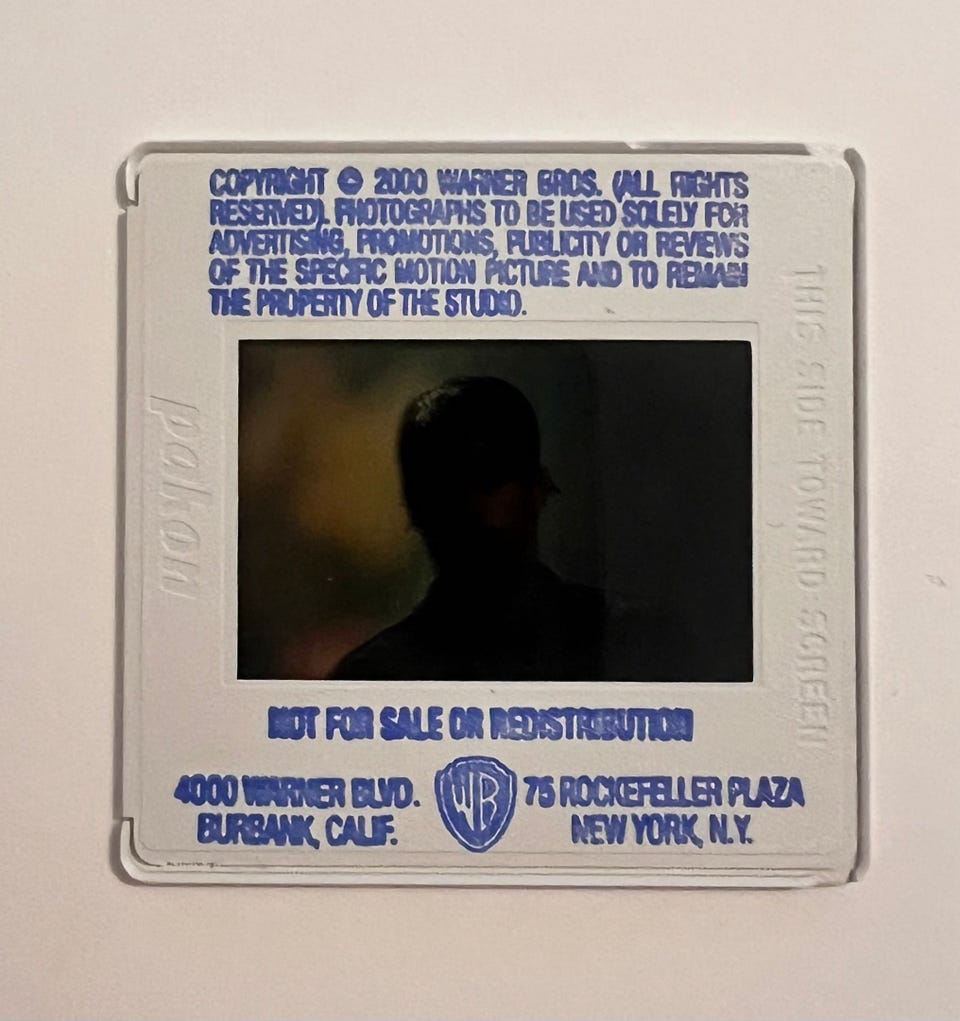 COPYRIGHT © 2000 WARNER BROS. (ALL RIGHTS
RESERVED). PHOTOGRAPHS TO BE USED SOLELY FOR
ADVERTISING, PROMOTIONS, PUBLICITY OR REVIEWS
OF THE SPECIFIC MOTION PICTURE AND TO REMAIN
THE PROPERTY OF THE STUDIO.
pakon
THIS SIDE TOWARD SCREEN
NOT FOR SALE OR REDISTRIBUTION
4000 WARNER BLVD.
BURBANK, CALIF.
WB
75 ROCKEFELLER PLAZA
NEW YORK, N.Y.